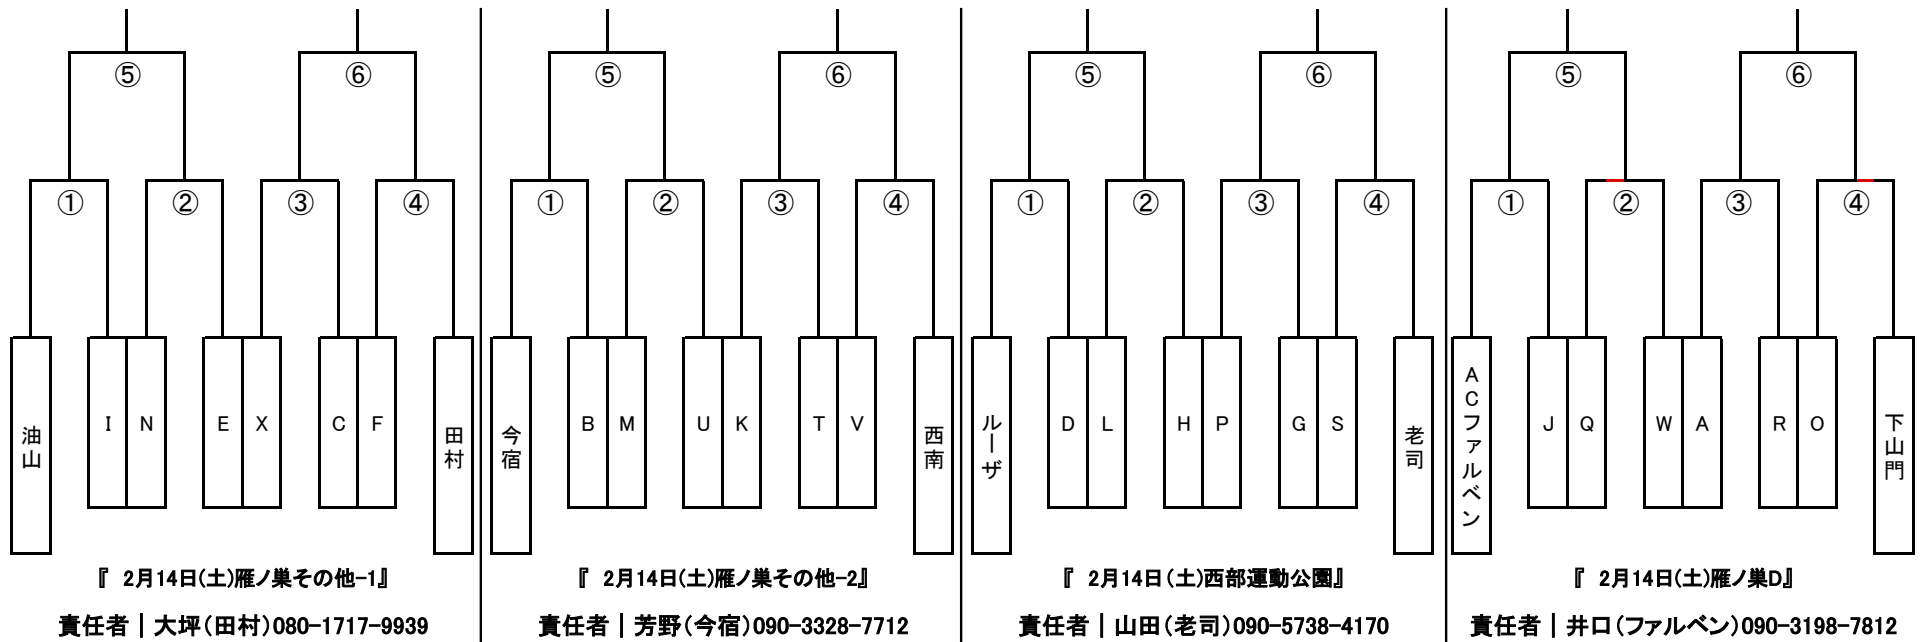 ⑤ ⑥ ⑤ ⑥ ⑤ ⑥ ⑤ ⑥
① ② ③ ④ ① ② ③ ④ ① ② ③ ④ ① ② ③ ④
油山 I N E X C F 田村 今宿 B M U K T V 西南 ルーザ D L H P G S 老司 ACファルベン J Q W A R O 下山門
『 2月14日(土)雁ノ巣その他-1』 『 2月14日(土)雁ノ巣その他-2』 『 2月14日(土)西部運動公園』 『 2月14日(土)雁ノ巣D』
責任者|大坪(田村)080-1717-9939 責任者|芳野(今宿)090-3328-7712 責任者|山田(老司)090-5738-4170 責任者|井口(ファルベン)090-3198-7812